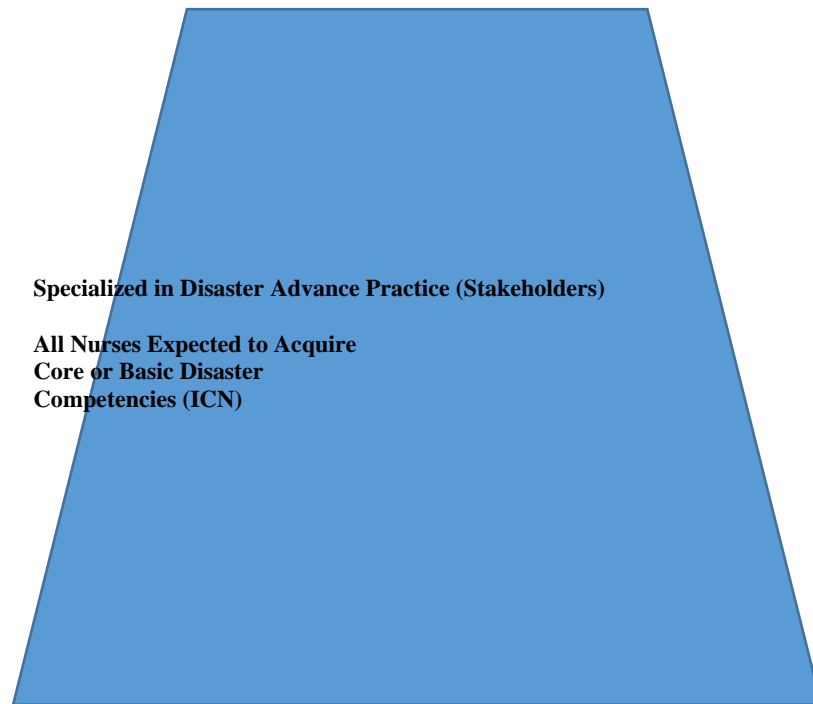 Specialized in Disaster Advance Practice (Stakeholders)
All Nurses Expected to Acquire
Core or Basic Disaster
Competencies (ICN)